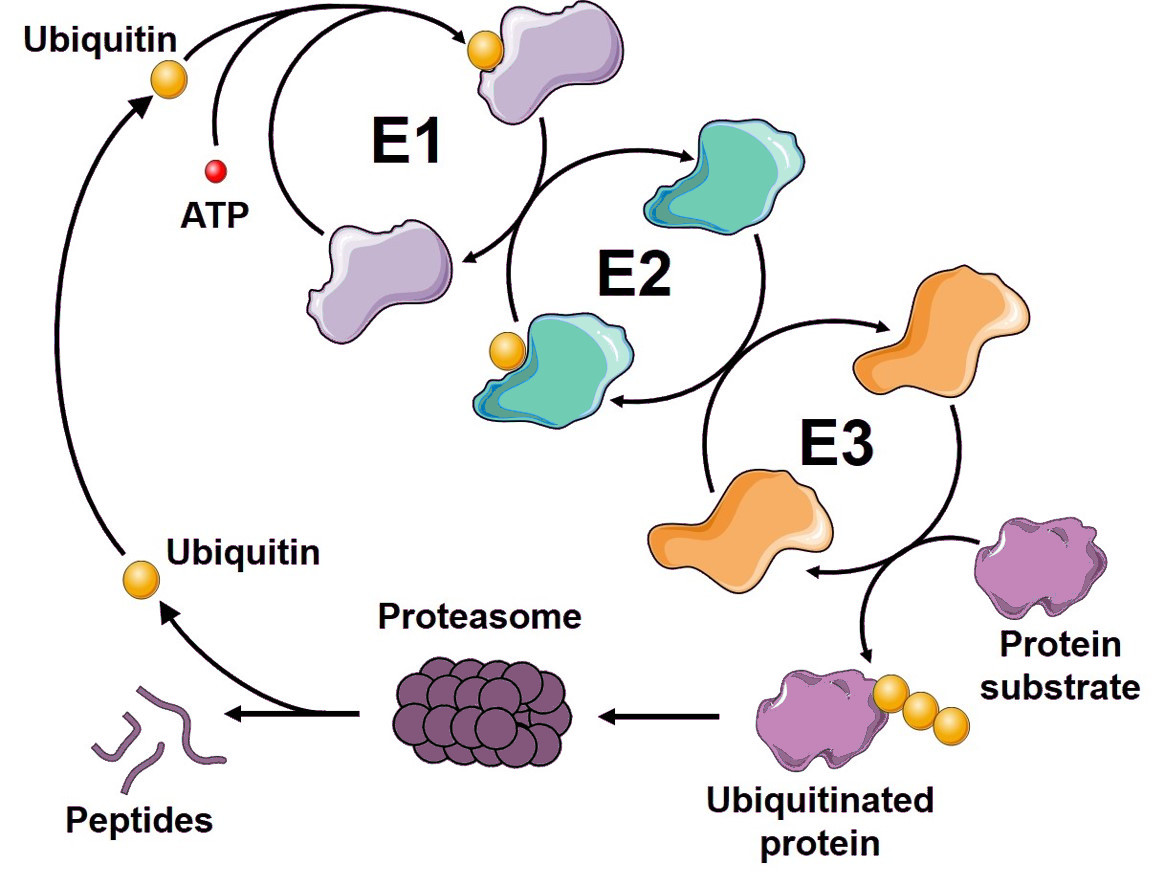 Ubiquitin
ATP
E1
E2
E3
Protein
substrate
Ubiquitinated
protein
Proteasome
Ubiquitin
Peptides